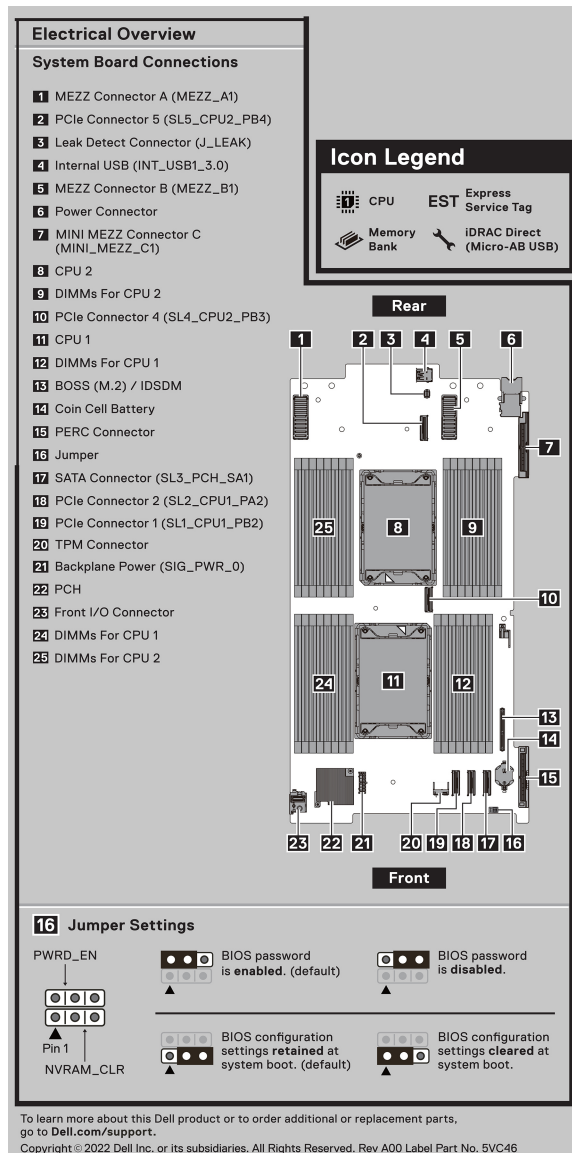 Electrical Overview
System Board Connections
1 MEZZ Connector A (MEZZ_A1)
2 PCIe Connector 5 (SL5_CPU2_PB4)
3 Leak Detect Connector (J_LEAK)
4 Internal USB (INT_USB1_3.0)
5 MEZZ Connector B (MEZZ_B1)
6 Power Connector
7 MINI MEZZ Connector C
(MINI_MEZZ_C1)
8 CPU 2
9 DIMMs For CPU 2
10 PCIe Connector 4 (SL4_CPU2_PB3)
11 CPU 1
12 DIMMs For CPU 1
13 BOSS (M.2) / IDSDM
14 Coin Cell Battery
15 PERC Connector
16 Jumper
17 SATA Connector (SL3_PCH_SA1)
18 PCIe Connector 2 (SL2_CPU1_PA2)
19 PCIe Connector 1 (SL1_CPU1_PB2)
20 TPM Connector
21 Backplane Power (SIG_PWR_0)
22 PCH
23 Front I/O Connector
24 DIMMs For CPU 1
25 DIMMs For CPU 2
Icon Legend
1 CPU
EST Express
Service Tag
Memory
Bank
iDRAC Direct
(Micro-AB USB)
Rear
1 2 3 4 5 6
7
25 8 9
10
24 11 12
13
14
15
23 22 21 20 19 18 17 16
Front
16 Jumper Settings
PWRD_EN
Pin 1
NVRAM_CLR
BIOS password
is enabled. (default)
BIOS password
is disabled.
BIOS configuration
settings retained at
system boot. (default)
BIOS configuration
settings cleared at
system boot.
To learn more about this Dell product or to order additional or replacement parts,
go to Dell.com/support.
Copyright © 2022 Dell Inc. or its subsidiaries. All Rights Reserved. Rev A00 Label Part No. 5VC46